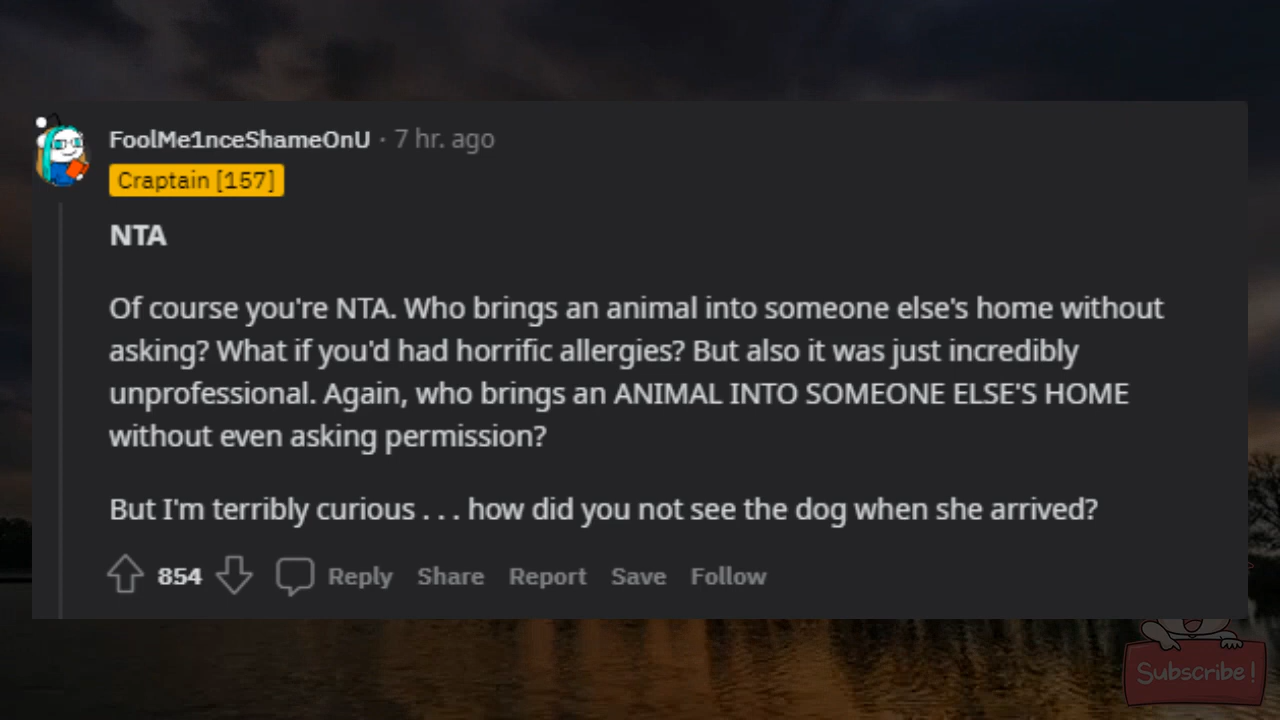 FoolMe1nceShameOnU · 7 hr. ago
Craptain [157]
NTA
Of course you're NTA. Who brings an animal into someone else's home without
asking? What if you'd had horrific allergies? But also it was just incredibly
unprofessional. Again, who brings an ANIMAL INTO SOMEONE ELSE'S HOME
without even asking permission?
But I'm terribly curious . . . how did you not see the dog when she arrived?
854 Reply Share Report Save Follow
Subscribe!